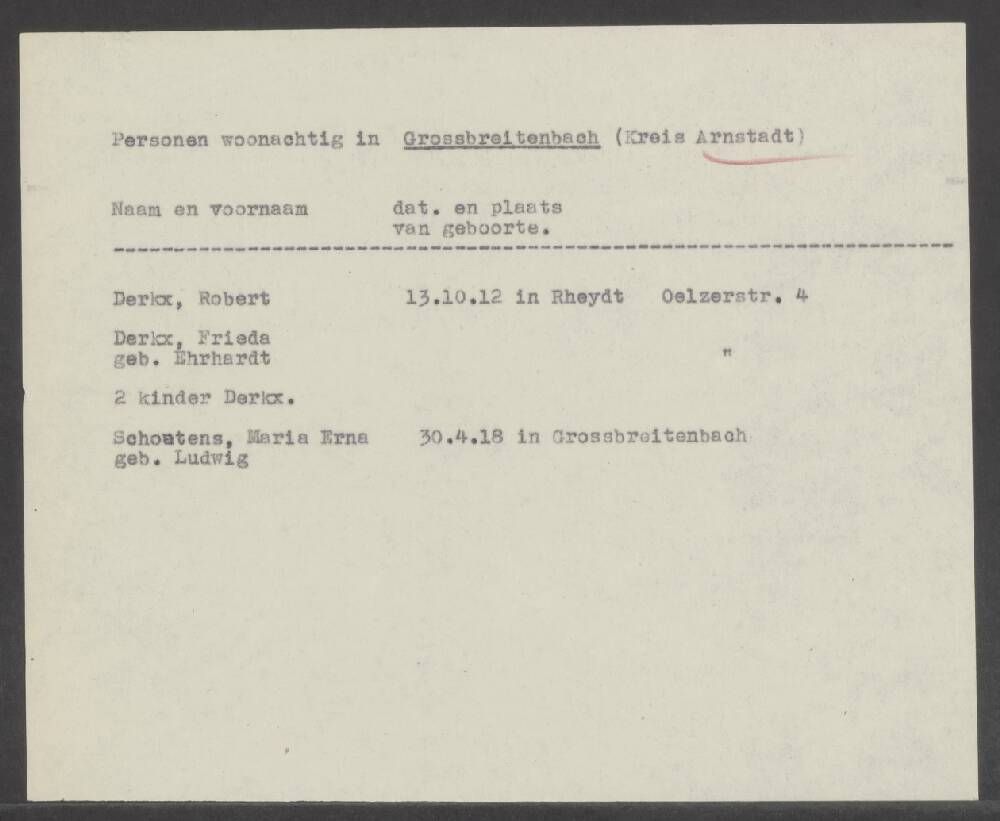 Personen woonachtig in Grossbreitenbach (Kreis Arnstadt)
Naam en voornaam dat. en plaats
van geboorte.
Derkx, Robert 13.10.12 in Rheydt Oelzerstr. 4
Derkx, Frieda
geb. Ehrhardt "
2 kinder Derkx.
Schoutens, Maria Erna 30.4.18 in Grossbreitenbach
geb. Ludwig